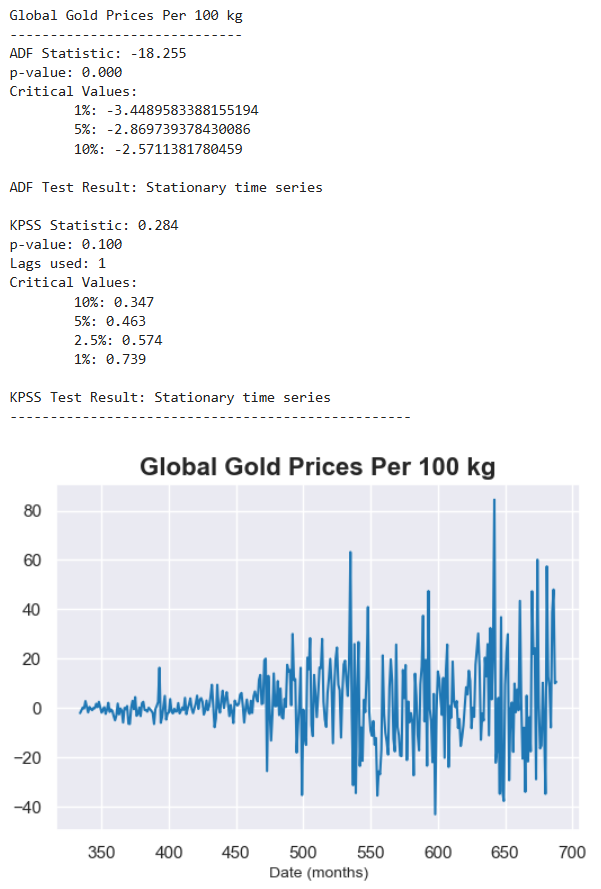 Global Gold Prices Per 100 kg
-----------------------------
ADF Statistic: -18.255
p-value: 0.000
Critical Values:
1%: -3.4489583388155194
5%: -2.869739378430086
10%: -2.5711381780459
ADF Test Result: Stationary time series
KPSS Statistic: 0.284
p-value: 0.100
Lags used: 1
Critical Values:
10%: 0.347
5%: 0.463
2.5%: 0.574
1%: 0.739
KPSS Test Result: Stationary time series
--------------------------------------------------
Global Gold Prices Per 100 kg
80
60
40
20
0
−20
−40
350 400 450 500 550 600 650 700
Date (months)